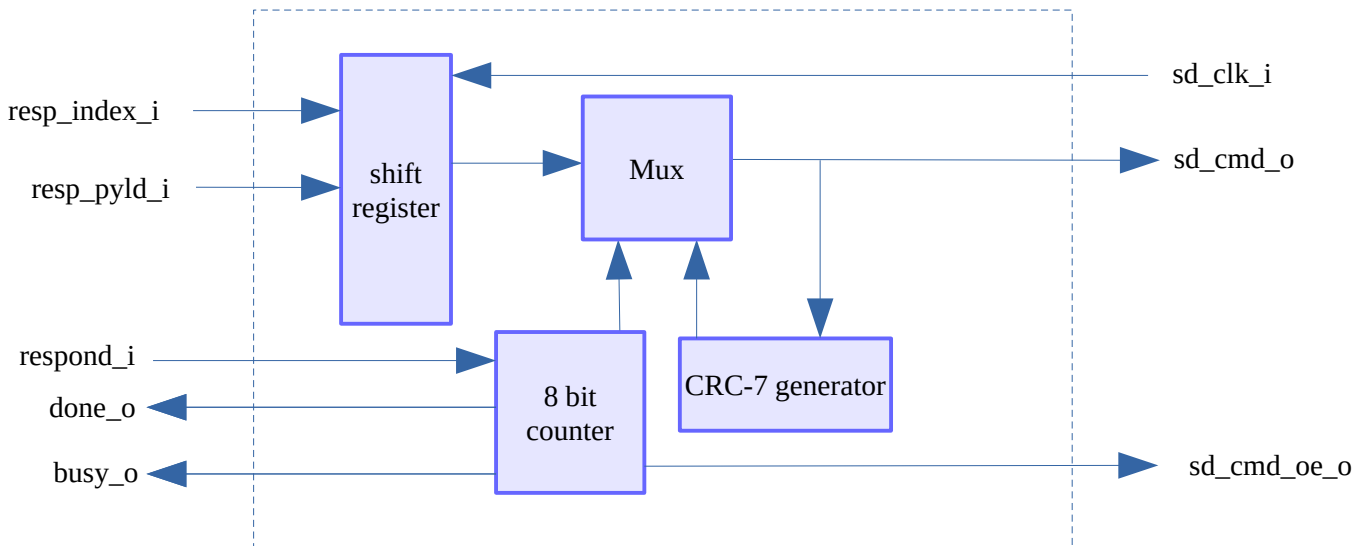 sd_clk_i
resp_index_i
sd_cmd_o
Mux
shift
register
resp_pyld_i
respond_i
CRC-7 generator
8 bit
counter
done_o
busy_o
sd_cmd_oe_o